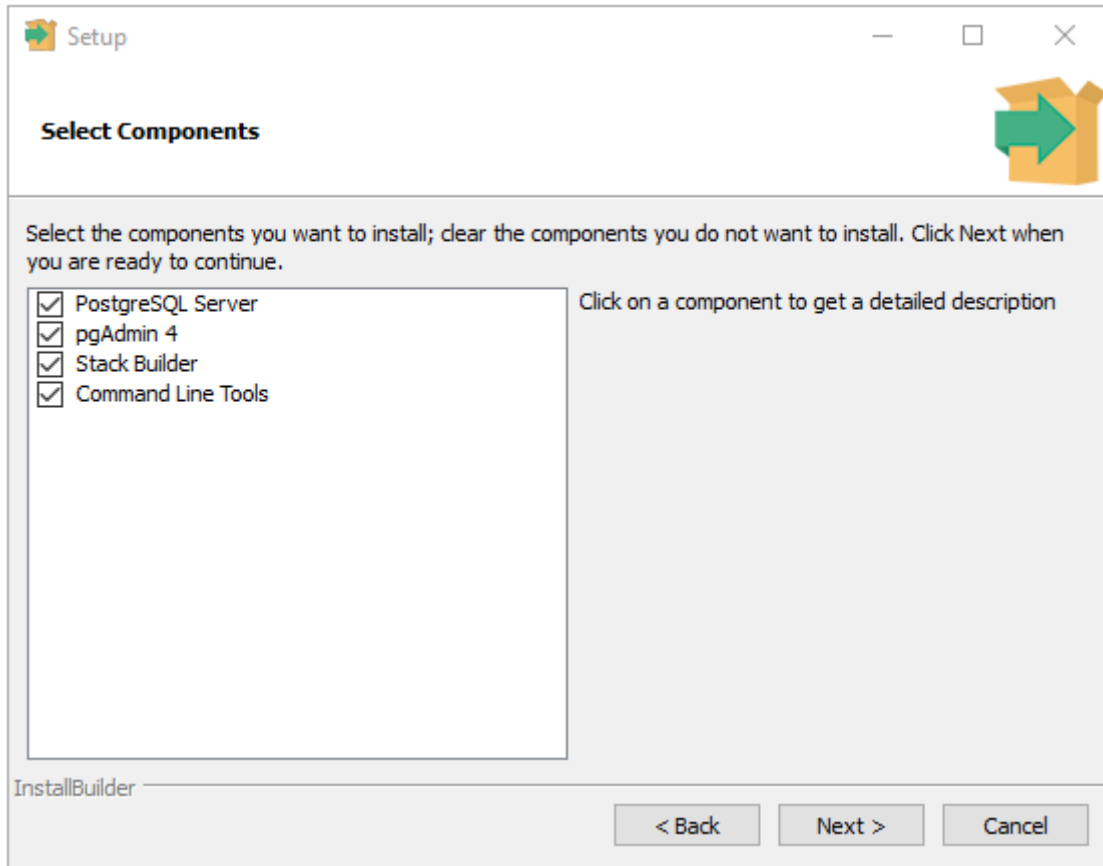 Setup
Select Components
Select the components you want to install; clear the components you do not want to install. Click Next when
you are ready to continue.
PostgreSQL Server
pgAdmin 4
Stack Builder
Command Line Tools
Click on a component to get a detailed description
InstallBuilder
< Back
Next >
Cancel